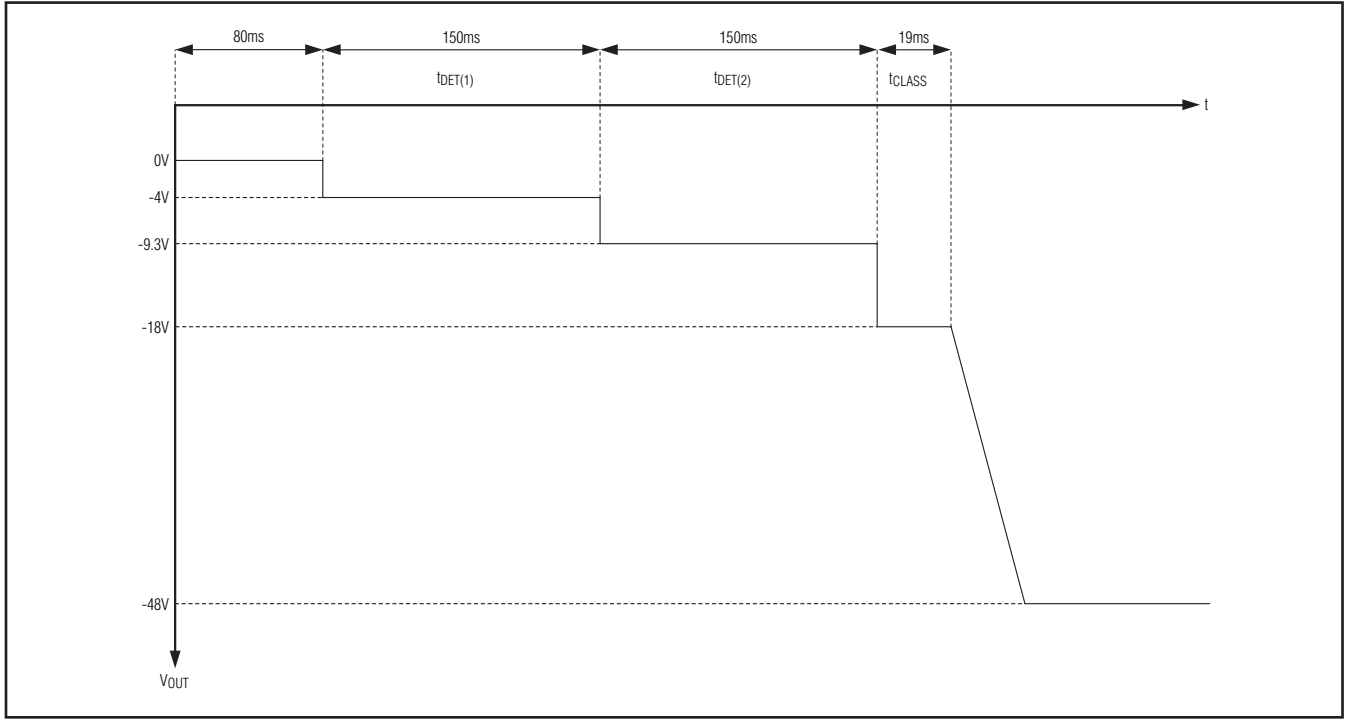 80ms 150ms 150ms 19ms
tDET(1) tDET(2) tCLASS
t
0V
-4V
-9.3V
-18V
-48V
VOUT